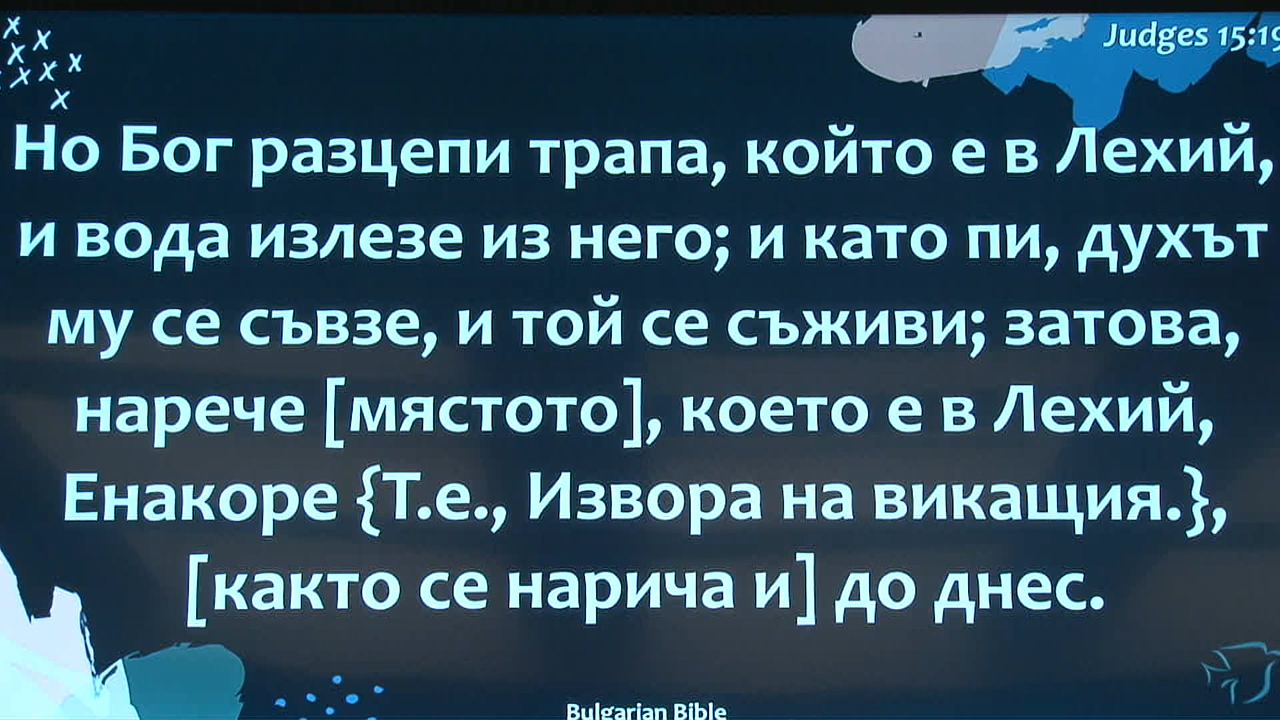 Judges 15:19
Но Бог разцепи трапа, който е в Лехий,
и вода излезе из него; и като пи, духът
му се съвзе, и той се съживи; затова,
нарече [мястото], което е в Лехий,
Енакоре {Т.е., Извора на викащия.},
[както се нарича и] до днес.
Bulgarian Bible